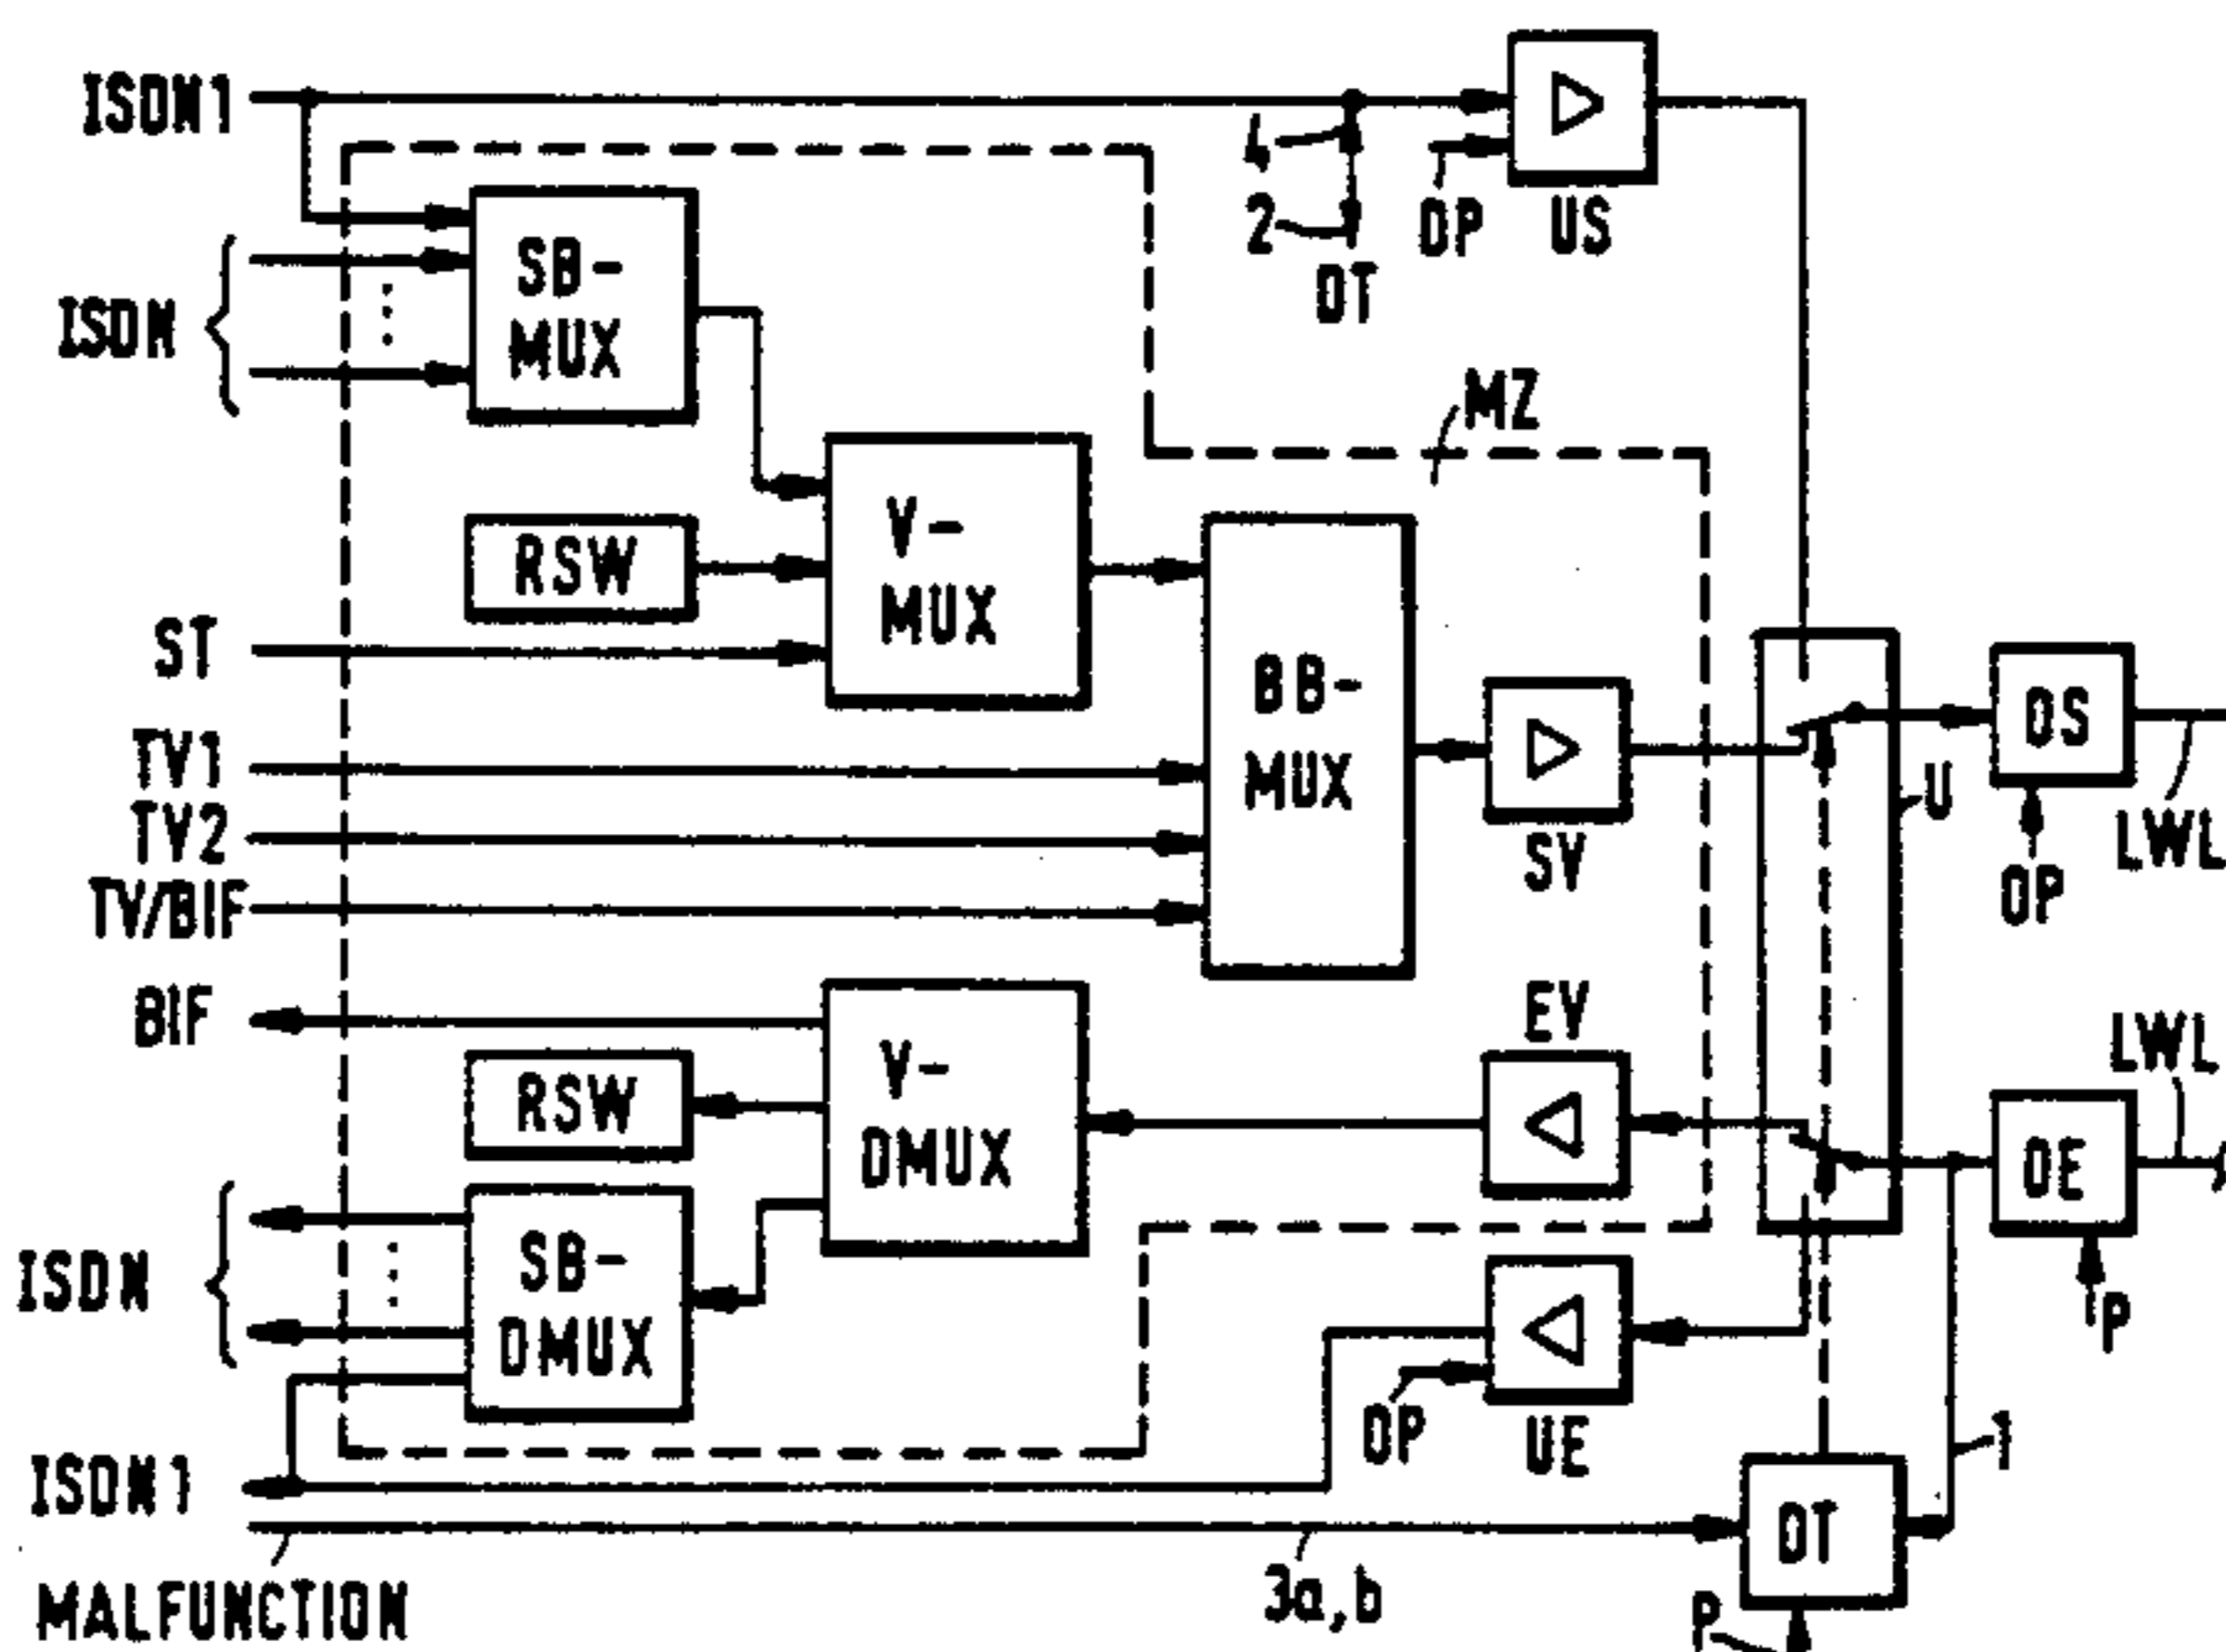 ISDN1
4
2
OT
OP
US
ISDN
SB-
MUX
MZ
RSW
V-
MUX
ST
BB-
MUX
SV
U
OS
LWL
OP
TV1
TV2
TV/BIF
BIF
RSW
V-
DMUX
EV
LWL
OE
P
ISDN
SB-
DMUX
OP
UE
1
ISDN1
OT
MALFUNCTION
3a,b
P